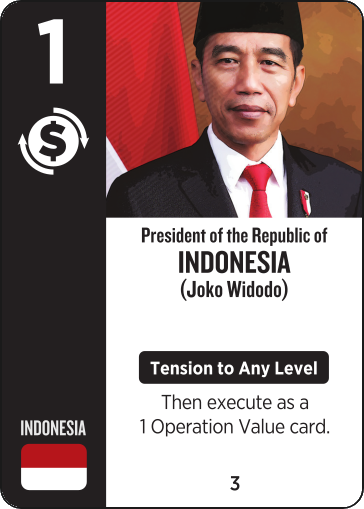 1
$
President of the Republic of
INDONESIA
(Joko Widodo)
Tension to Any Level
Then execute as a
1 Operation Value card.
INDONESIA
3